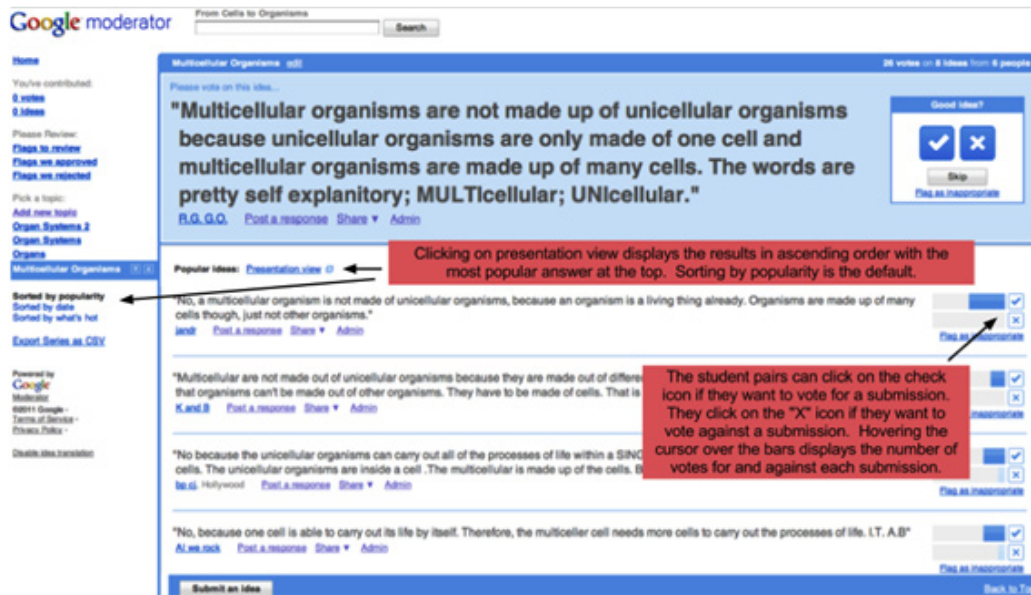 Google moderator
From Cells to Organisms
Search
Home
You've contributed:
0 votes
0 ideas
Please Review:
Flags to review
Flags we approved
Flags we rejected
Pick a topic:
Add new topic
Organ Systems 2
Organ Systems
Organs
Multicellular Organisms
Sorted by popularity
Sorted by date
Sorted by what's hot
Export Series as CSV
Powered by
Google
Moderator
©2011 Google -
Terms of Service -
Privacy Policy -
Disable idea translation
Multicellular Organisms edit
26 votes on 8 ideas from 6 people
Please vote on this idea...
"Multicellular organisms are not made up of unicellular organisms
because unicellular organisms are only made of one cell and
multicellular organisms are made up of many cells. The words are
pretty self explanitory; MULTIcellular; UNIcellular."
R.G. G.O. Post a response Share ▼ Admin
Good idea?
Skip
Flag as inappropriate
Clicking on presentation view displays the results in ascending order with the
most popular answer at the top. Sorting by popularity is the default.
Popular ideas: Presentation view
"No, a multicellular organism is not made of unicellular organisms, because an organism is a living thing already. Organisms are made up of many
cells though, just not other organisms."
jandr Post a response Share ▼ Admin
Flag as inappropriate
"Multicellular are not made out of unicellular organisms because they are made out of differe
that organisms can't be made out of other organisms. They have to be made of cells. That is
K and B Post a response Share ▼ Admin
Flag as inappropriate
The student pairs can click on the check
icon if they want to vote for a submission.
They click on the "X" icon if they want to
vote against a submission. Hovering the
cursor over the bars displays the number of
votes for and against each submission.
"No because the unicellular organisms can carry out all of the processes of life within a SING
cells. The unicellular organisms are inside a cell .The multicellular is made up of the cells. B
bp cj, Hollywood Post a response Share ▼ Admin
Flag as inappropriate
"No, because one cell is able to carry out its life by itself. Therefore, the multiceller cell needs more cells to carry out the processes of life. I.T. A.B"
Al we rock Post a response Share ▼ Admin
Flag as inappropriate
Submit an idea
Back to To